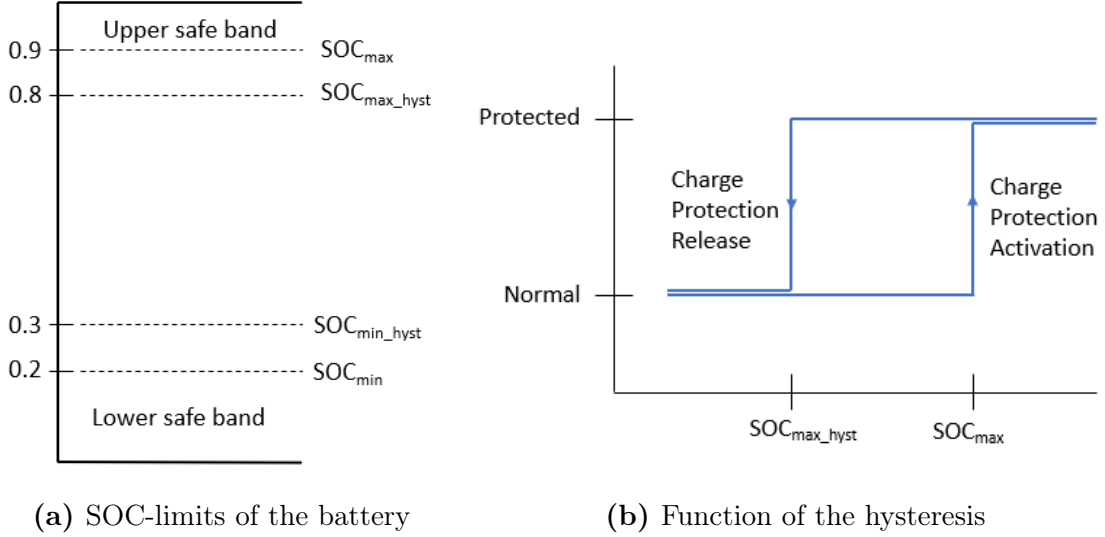 Upper safe band
0.9
SOCmax
0.8
SOCmax_hyst
0.3
SOCmin_hyst
0.2
SOCmin
Lower safe band
(a) SOC-limits of the battery
Protected
Charge
Protection
Release
Charge
Protection
Activation
Normal
SOCmax_hyst
SOCmax
(b) Function of the hysteresis